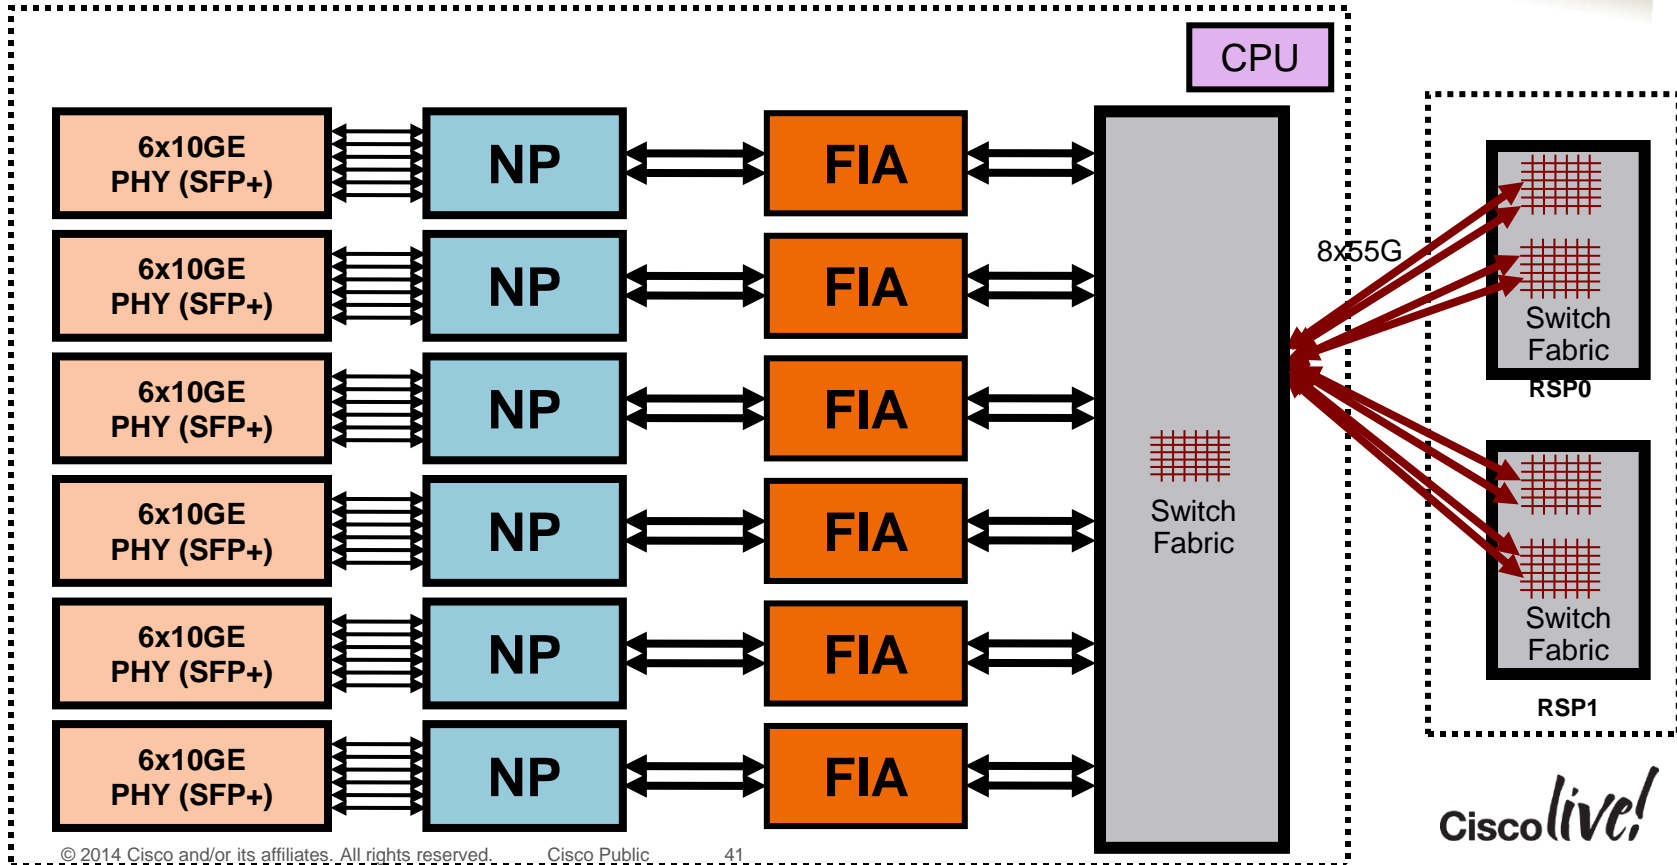 CPU
6x10GE
PHY (SFP+)
NP
FIA
6x10GE
PHY (SFP+)
NP
FIA
6x10GE
PHY (SFP+)
NP
FIA
6x10GE
PHY (SFP+)
NP
FIA
6x10GE
PHY (SFP+)
NP
FIA
6x10GE
PHY (SFP+)
NP
FIA
Switch
Fabric
8x55G
Switch
Fabric
RSP0
Switch
Fabric
RSP1
© 2014 Cisco and/or its affiliates. All rights reserved. Cisco Public 41
Cisco live!